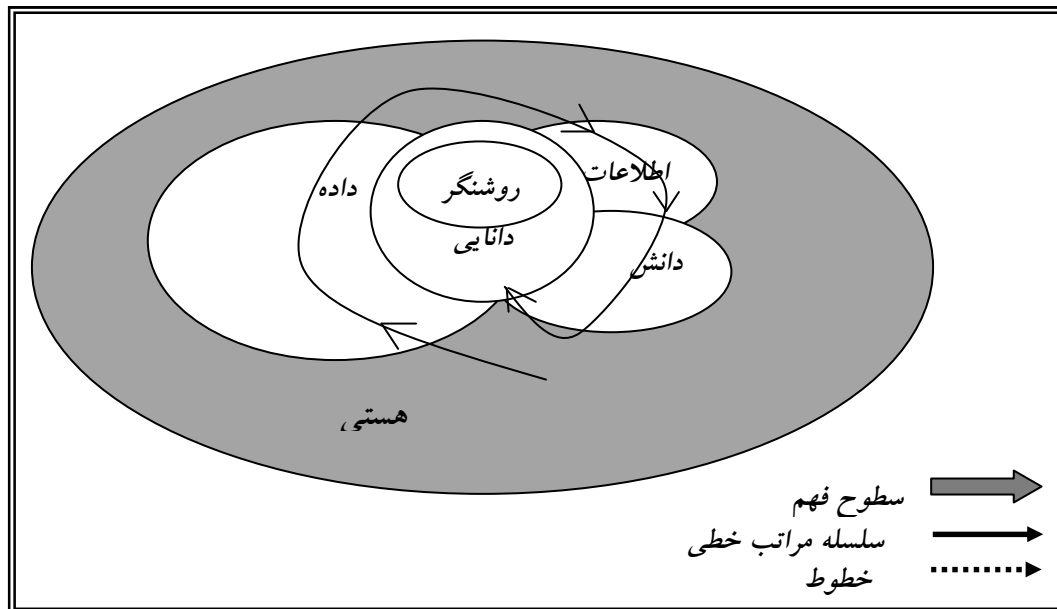 اطلاعات
داده
روشنگر
دانایی
دانش
هستی
سطوح فهم
سلسله مراتب خطی
خطوط